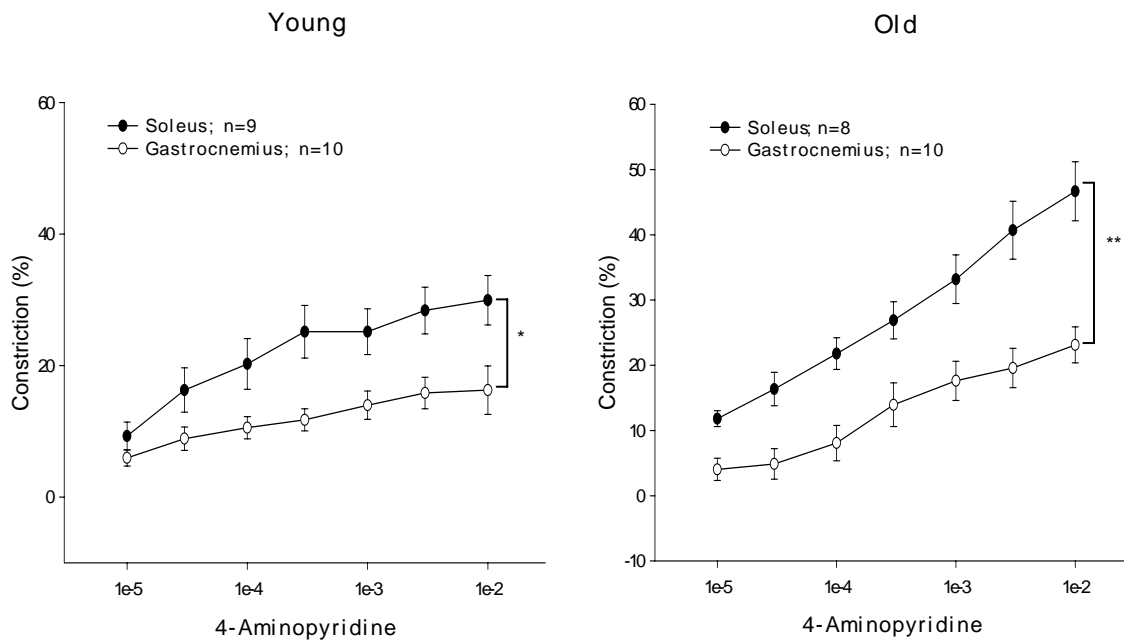 Young
60
40
20
0
Constriction (%)
Soleus; n=9
Gastrocnemius; n=10
*
1e-5 1e-4 1e-3 1e-2
4-Aminopyridine
Old
60
50
40
30
20
10
0
-10
Constriction (%)
Soleus; n=8
Gastrocnemius; n=10
**
1e-5 1e-4 1e-3 1e-2
4-Aminopyridine